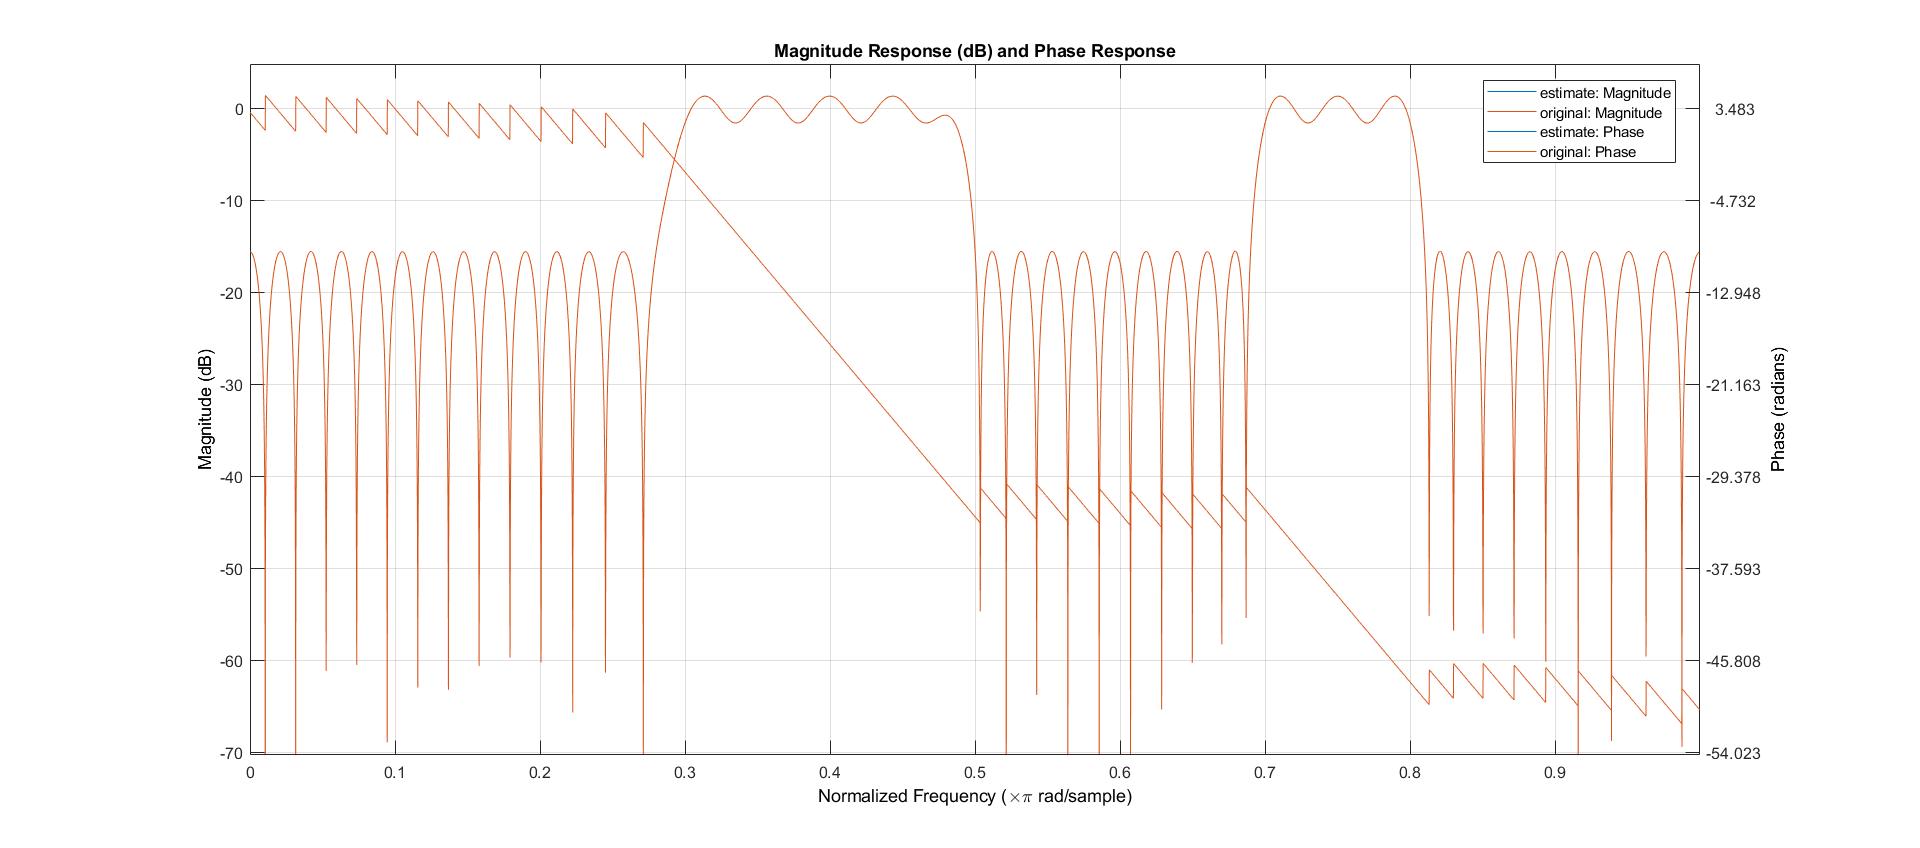 Magnitude Response (dB) and Phase Response
estimate: Magnitude
original: Magnitude
estimate: Phase
original: Phase
Magnitude (dB)
0
-10
-20
-30
-40
-50
-60
-70
3.483
-4.732
-12.948
-21.163
-29.378
-37.593
-45.808
-54.023
Phase (radians)
0 0.1 0.2 0.3 0.4 0.5 0.6 0.7 0.8 0.9
Normalized Frequency (×π rad/sample)